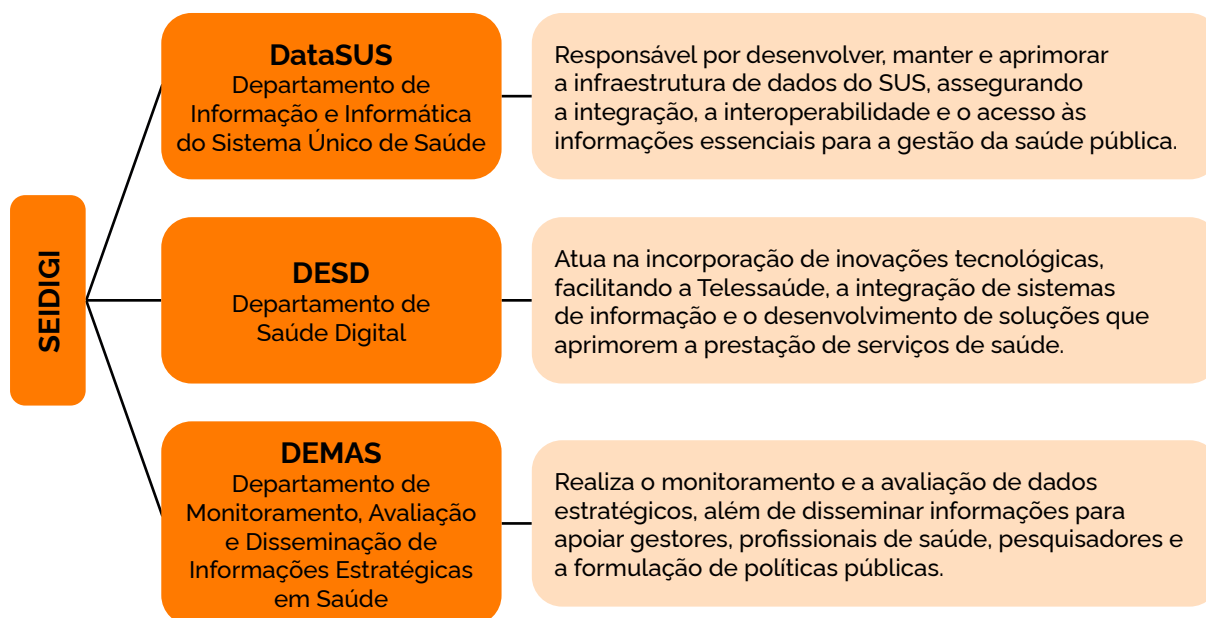 SEIDIGI
DataSUS
Departamento de
Informação e Informática
do Sistema Único de Saúde
Responsável por desenvolver, manter e aprimorar
a infraestrutura de dados do SUS, assegurando
a integração, a interoperabilidade e o acesso às
informações essenciais para a gestão da saúde pública.
DESD
Departamento de
Saúde Digital
Atua na incorporação de inovações tecnológicas,
facilitando a Telessaúde, a integração de sistemas
de informação e o desenvolvimento de soluções que
aprimorem a prestação de serviços de saúde.
DEMAS
Departamento de
Monitoramento, Avaliação
e Disseminação de
Informações Estratégicas
em Saúde
Realiza o monitoramento e a avaliação de dados
estratégicos, além de disseminar informações para
apoiar gestores, profissionais de saúde, pesquisadores e
a formulação de políticas públicas.